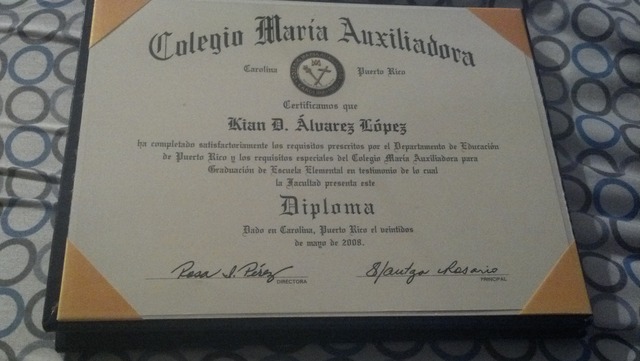 Colegio María Auxiliadora
Carolina Puerto Rico
Certificamos que
Kian D. Álvarez López
ha completado satisfactoriamente los requisitos prescritos por el Departamento de Educación
de Puerto Rico y los requisitos especiales del Colegio María Auxiliadora para
Graduación de Escuela Elemental en testimonio de lo cual
la Facultad presenta este
Diploma
Dado en Carolina, Puerto Rico el veintidos
de mayo de 2008.
Rosa I. Pérez Rosario
DIRECTORA PRINCIPAL